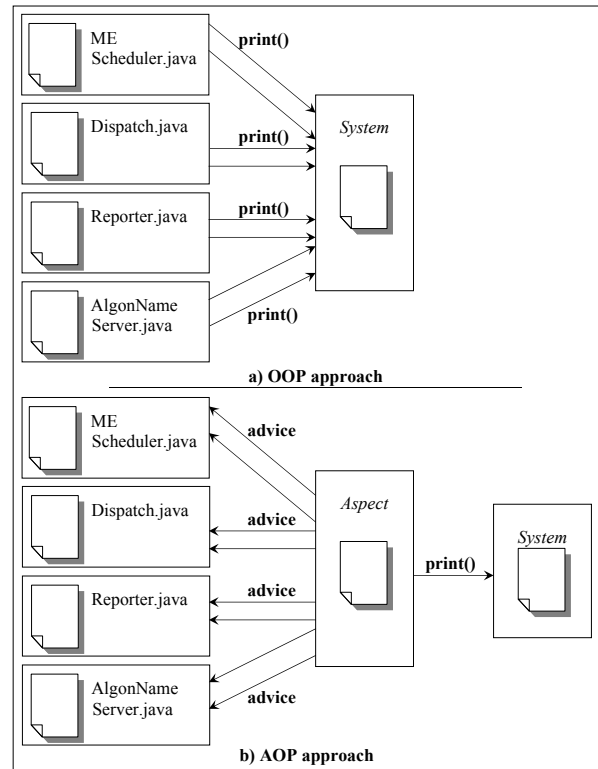 ME
Scheduler.java
print()
Dispatch.java
print()
System
Reporter.java
print()
AlgonName
Server.java
print()
a) OOP approach
ME
Scheduler.java
advice
Dispatch.java
advice
Aspect
System
print()
Reporter.java
advice
AlgonName
Server.java
advice
b) AOP approach